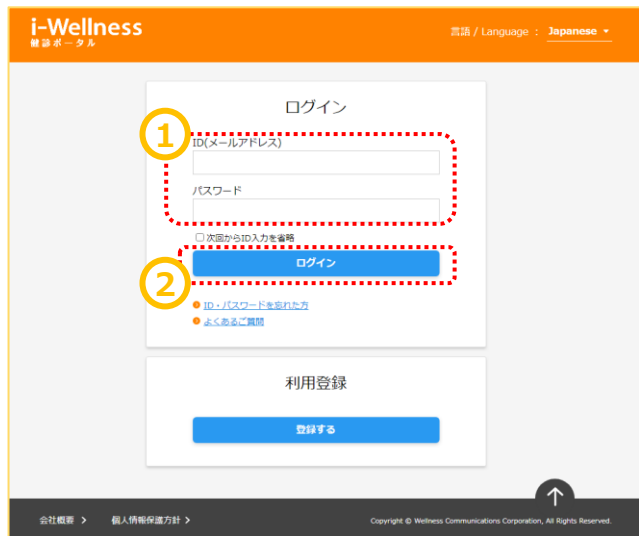 i-Wellness
健診ポータル
言語 / Language : Japanese
ログイン
1
ID(メールアドレス)
パスワード
次回からID入力を省略
2
ログイン
ID・パスワードを忘れた方
よくあるご質問
利用登録
登録する
会社概要
個人情報保護方針
Copyright © Wellness Communications Corporation, All Rights Reserved.